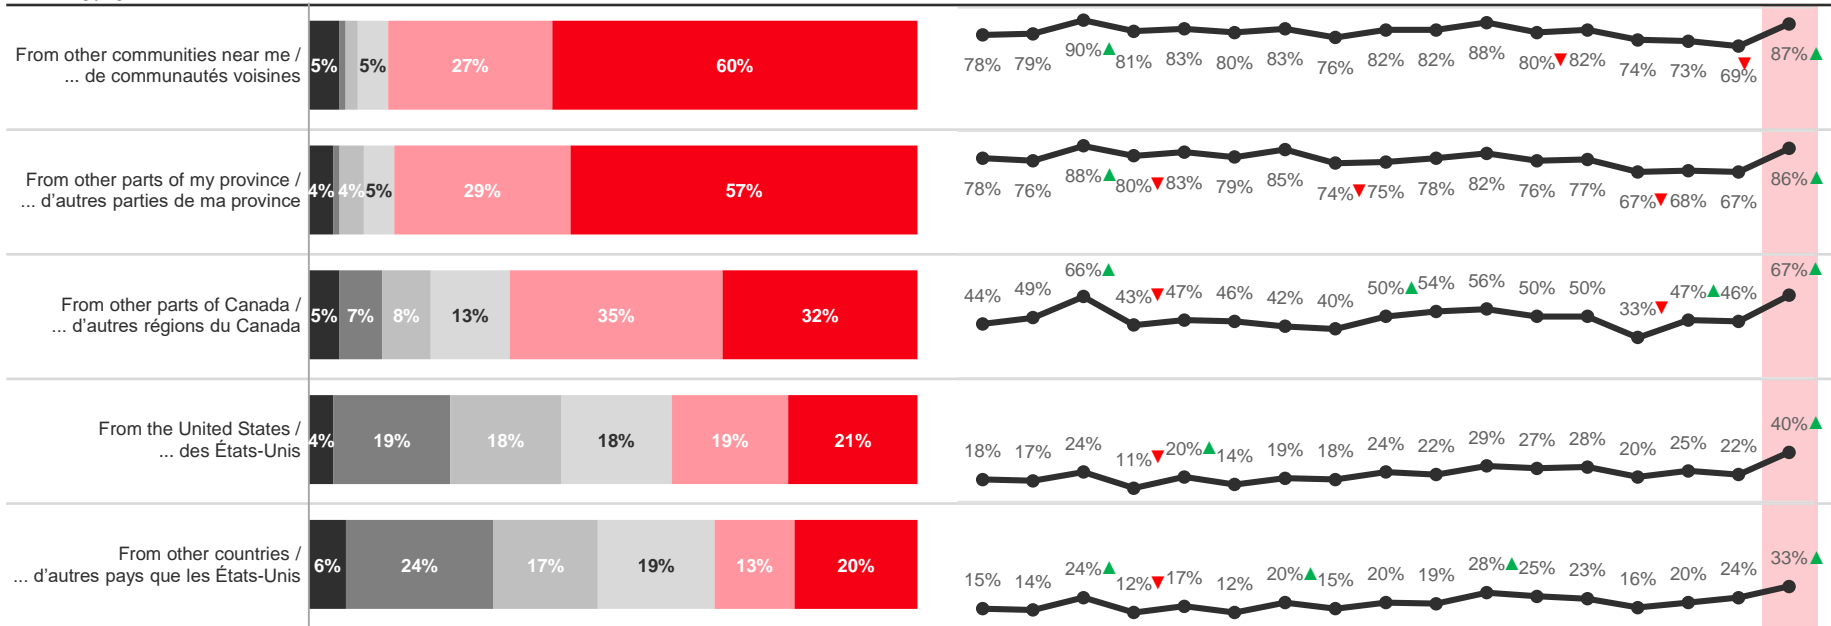 From other communities near me /
... de communautés voisines
5% 5% 27% 60%
78% 79% 90% 81% 83% 80% 83% 76% 82% 82% 88% 80% 82% 74% 73% 69% 87%
From other parts of my province /
... d'autres parties de ma province
4% 4% 5% 29% 57%
78% 76% 88% 80% 83% 79% 85% 74% 75% 78% 82% 76% 77% 67% 68% 67% 86%
From other parts of Canada /
... d'autres régions du Canada
5% 7% 8% 13% 35% 32%
44% 49% 66% 43% 47% 46% 42% 40% 50% 54% 56% 50% 50% 33% 47% 46% 67%
From the United States /
... des États-Unis
4% 19% 18% 18% 19% 21%
18% 17% 24% 11% 20% 14% 19% 18% 24% 22% 29% 27% 28% 20% 25% 22% 40%
From other countries /
... d'autres pays que les États-Unis
6% 24% 17% 19% 13% 20%
15% 14% 24% 12% 17% 12% 20% 15% 20% 19% 28% 25% 23% 16% 20% 24% 33%